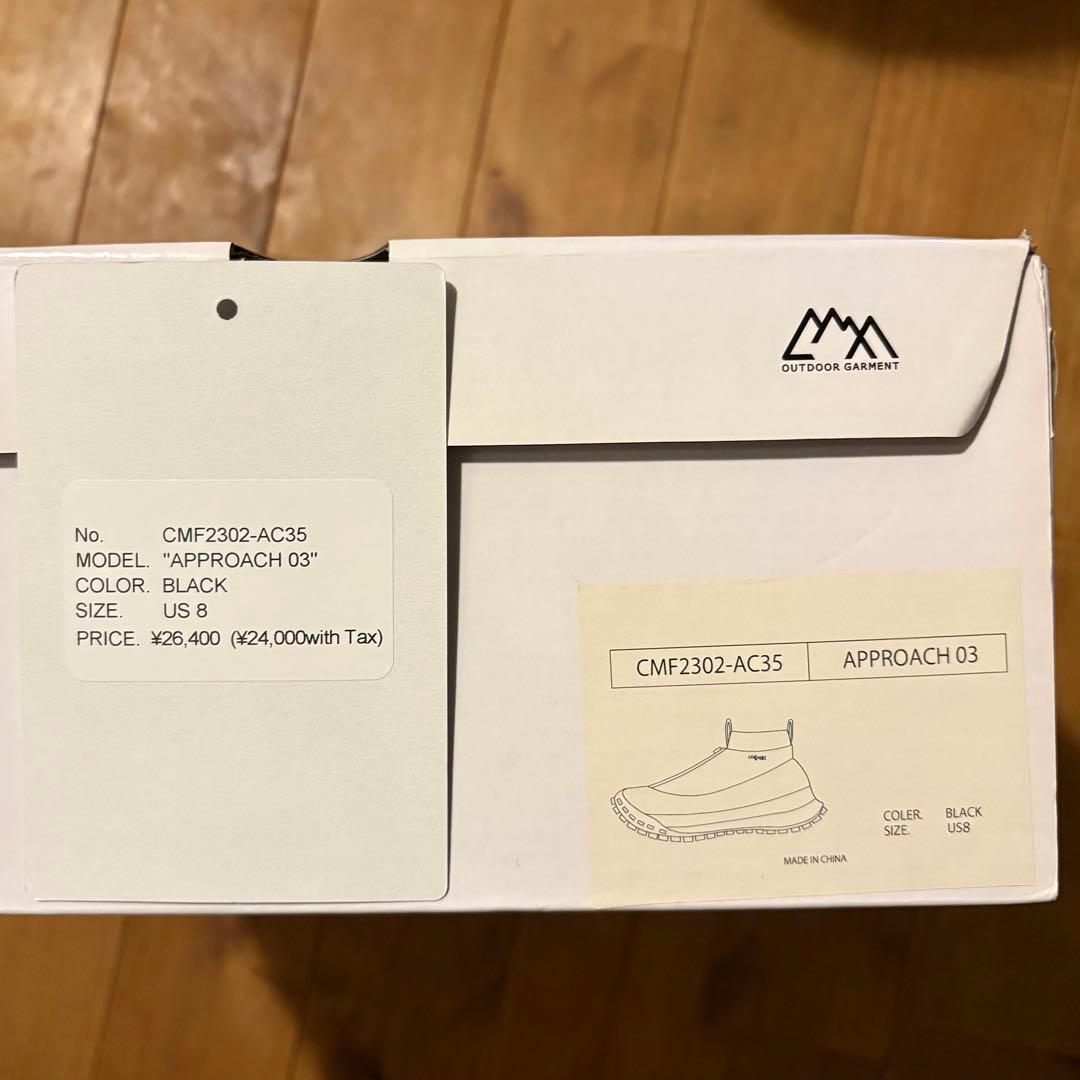 OUTDOOR GARMENT
No. CMF2302-AC35
MODEL. "APPROACH 03"
COLOR. BLACK
SIZE. US 8
PRICE. ¥26,400 (¥24,000with Tax)
CMF2302-AC35 APPROACH 03
COLER. BLACK
SIZE. US8
MADE IN CHINA